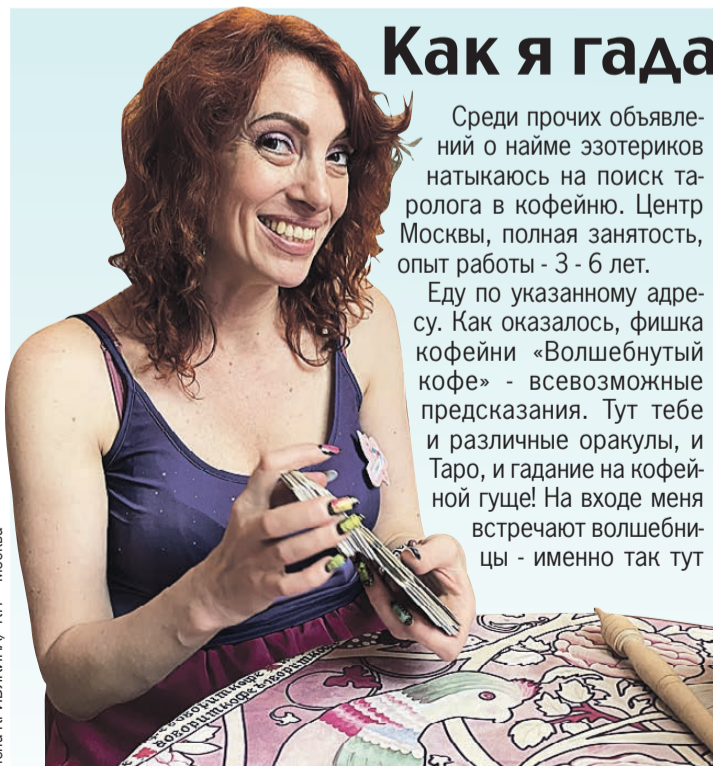 Как я гада
Среди прочих объявле-
ний о найме эзотериков
натыкаюсь на поиск та-
ролога в кофейню. Центр
Москвы, полная занятость,
опыт работы - 3 - 6 лет.
Еду по указанному адре-
су. Как оказалось, фишка
кофейни «Волшебнутый
кофе» - всевозможные
предсказания. Тут тебе
и различные оракулы, и
Таро, и гадание на кофей-
ной гуще! На входе меня
встречают волшебни-
цы - именно так тут